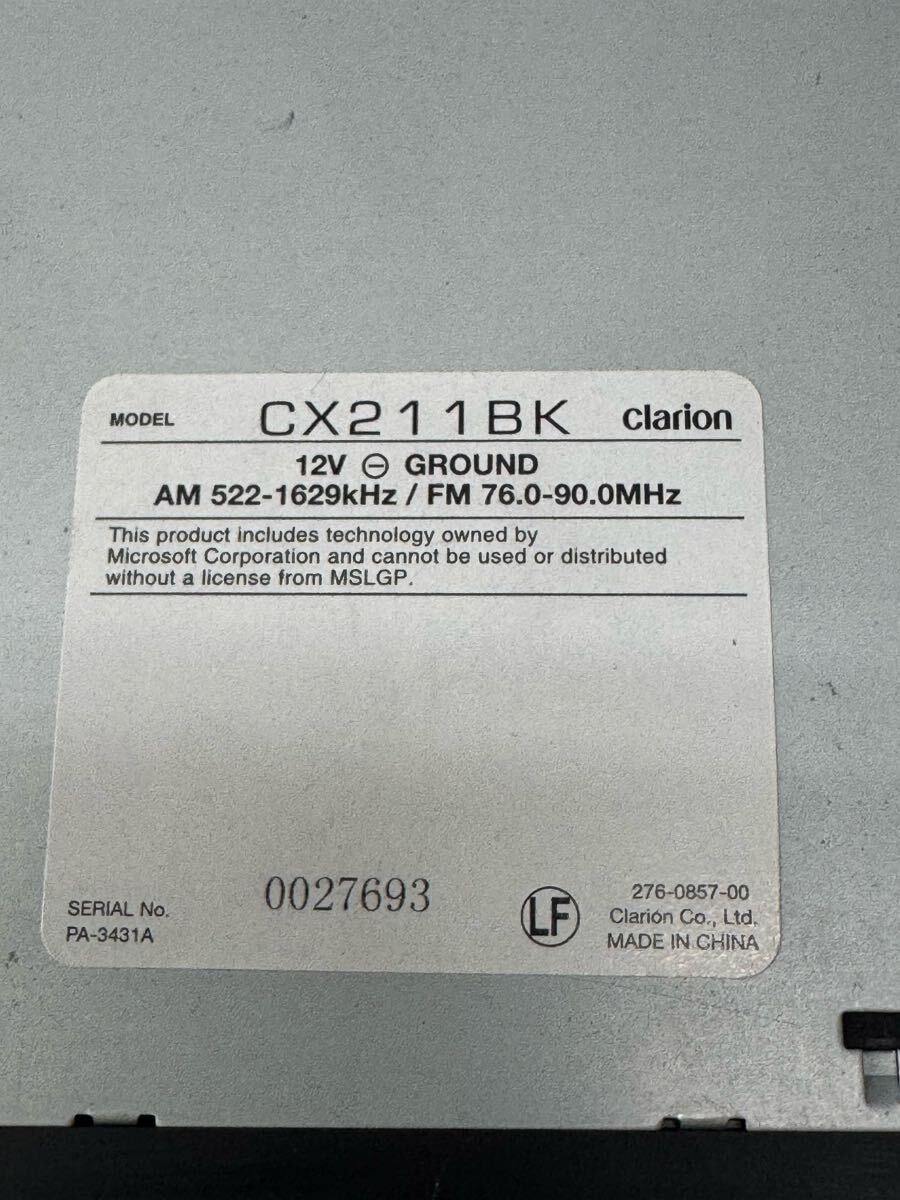 MODEL CX211BK clarion
12V ⊖ GROUND
AM 522-1629kHz / FM 76.0-90.0MHz
This product includes technology owned by
Microsoft Corporation and cannot be used or distributed
without a license from MSLGP.
SERIAL No. 0027693
PA-3431A
LF
276-0857-00
Clarion Co., Ltd.
MADE IN CHINA